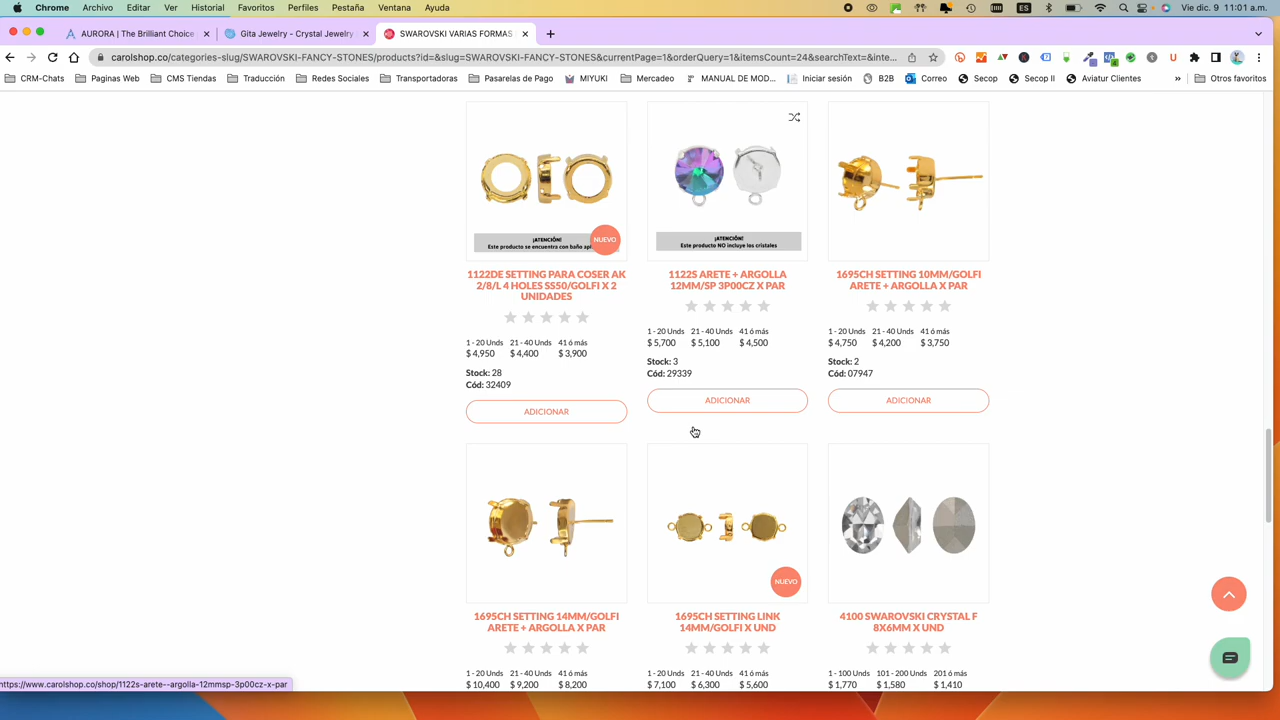 Chrome Archivo Editar Ver Historial Favoritos Perfiles Pestaña Ventana Ayuda
ES
Vie dic. 9 11:01 a.m.
AURORA | The Brilliant Choice
Gita Jewelry - Crystal Jewelry
SWAROVSKI VARIAS FORMAS
carolshop.co/categories-slug/SWAROVSKI-FANCY-STONES/products?id=&slug=SWAROVSKI-FANCY-STONES&currentPage=1&orderQuery=1&itemsCount=24&searchText=&inte...
CRM-Chats Paginas Web CMS Tiendas Traducción Redes Sociales Transportadoras Pasarelas de Pago MIYUKI Mercadeo MANUAL DE MOD... Iniciar sesión B2B Correo Secop Secop II Aviatur Clientes » Otros favoritos
¡ATENCIÓN!
NUEVO
¡ATENCIÓN!
Este producto NO incluye los cristales
1122DE SETTING PARA COSER AK
2/8/L 4 HOLES SS50/GOLFI X 2
UNIDADES
1 - 20 Unds 21 - 40 Unds 41 ó más
$ 4,950 $ 4,400 $ 3,900
Stock: 28
Cód: 32409
ADICIONAR
1122S ARETE + ARGOLLA
12MM/SP 3P00CZ X PAR
1 - 20 Unds 21 - 40 Unds 41 ó más
$ 5,700 $ 5,100 $ 4,500
Stock: 3
Cód: 29339
ADICIONAR
1695CH SETTING 10MM/GOLFI
ARETE + ARGOLLA X PAR
1 - 20 Unds 21 - 40 Unds 41 ó más
$ 4,750 $ 4,200 $ 3,750
Stock: 2
Cód: 07947
ADICIONAR
1695CH SETTING 14MM/GOLFI
ARETE + ARGOLLA X PAR
1 - 20 Unds 21 - 40 Unds 41 ó más
$ 10,400 $ 9,200 $ 8,200
NUEVO
1695CH SETTING LINK
14MM/GOLFI X UND
1 - 20 Unds 21 - 40 Unds 41 ó más
$ 7,100 $ 6,300 $ 5,600
4100 SWAROVSKI CRYSTAL F
8X6MM X UND
1 - 100 Unds 101 - 200 Unds 201 ó más
$ 1,770 $ 1,580 $ 1,410
https://www.carolshop.co/shop/1122s-arete--argolla-12mmsp-3p00cz-x-par